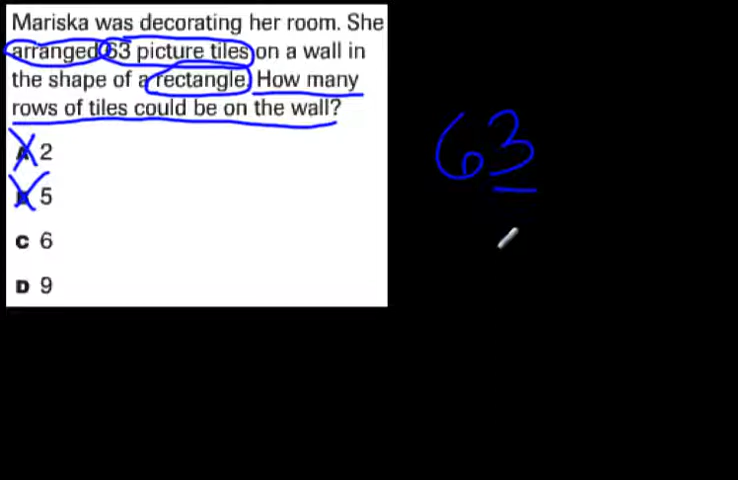 Mariska was decorating her room. She
arranged 63 picture tiles on a wall in
the shape of a rectangle. How many
rows of tiles could be on the wall?
A 2
B 5
C 6
D 9
63